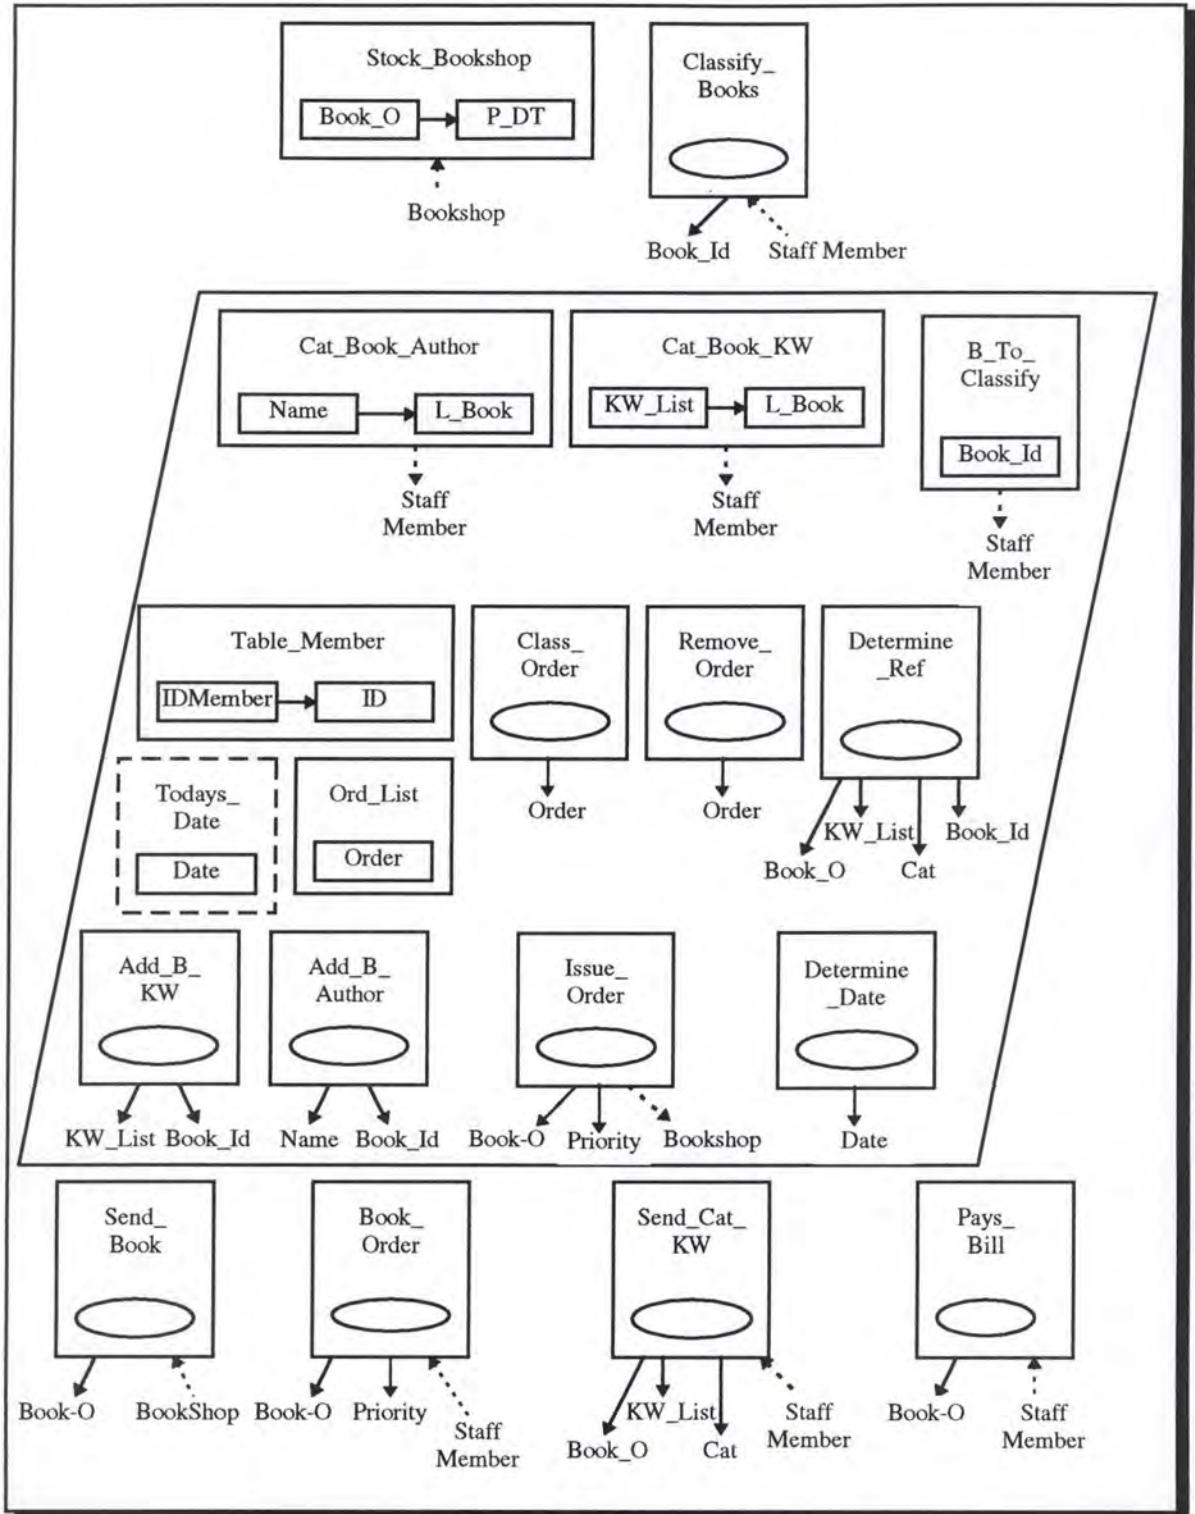 Stock_Bookshop
Book_O
P_DT
Bookshop
Classify_
Books
Book_Id
Staff Member
Cat_Book_Author
Name
L_Book
Staff
Member
Cat_Book_KW
KW_List
L_Book
Staff
Member
B_To_
Classify
Book_Id
Staff
Member
Table_Member
IDMember
ID
Class_
Order
Order
Remove_
Order
Order
Determine
_Ref
KW_List
Book_Id
Book_O
Cat
Todays_
Date
Date
Ord_List
Order
Add_B_
KW
KW_List
Book_Id
Add_B_
Author
Name
Book_Id
Issue_
Order
Book-O
Priority
Bookshop
Determine
_Date
Date
Send_
Book
Book-O
BookShop
Book_
Order
Book-O
Priority
Staff
Member
Send_Cat_
KW
KW_List
Book_O
Cat
Staff
Member
Pays_
Bill
Book-O
Staff
Member